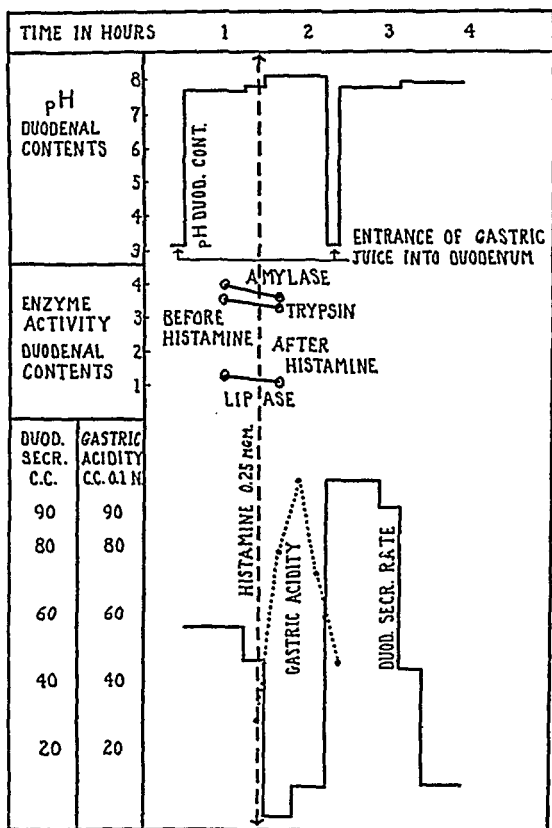 TIME IN HOURS 1 2 3 4
pH
DUODENAL
CONTENTS
8
7
6
5
4
3
pH DUOD. CONT.
ENTRANCE OF GASTRIC
JUICE INTO DUODENUM
ENZYME
ACTIVITY
DUODENAL
CONTENTS
4
3
2
1
AMYLASE
TRYPSIN
BEFORE
HISTAMINE
AFTER
HISTAMINE
LIPASE
DUOD.
SECR.
C.C.
GASTRIC
ACIDITY
C.C. 0.1 N
90 90
80 80
60 60
40 40
20 20
HISTAMINE 0.25 MGM.
GASTRIC ACIDITY
DUOD. SECR. RATE